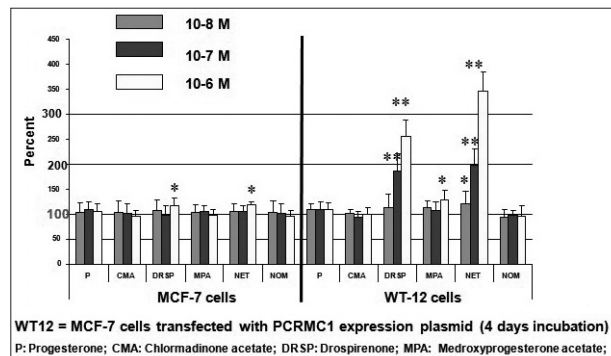 10-8 M
10-7 M
10-6 M
Percent
450
400
350
300
250
200
150
100
50
0
* * ** ** ** * * ** **
P CMA DRSP MPA NET NOM P CMA DRSP MPA NET NOM
MCF-7 cells WT-12 cells
WT12 = MCF-7 cells transfected with PCRMC1 expression plasmid (4 days incubation)
P: Progesterone; CMA: Chlormadinone acetate; DRSP: Drospirenone; MPA: Medroxyprogesterone acetate;